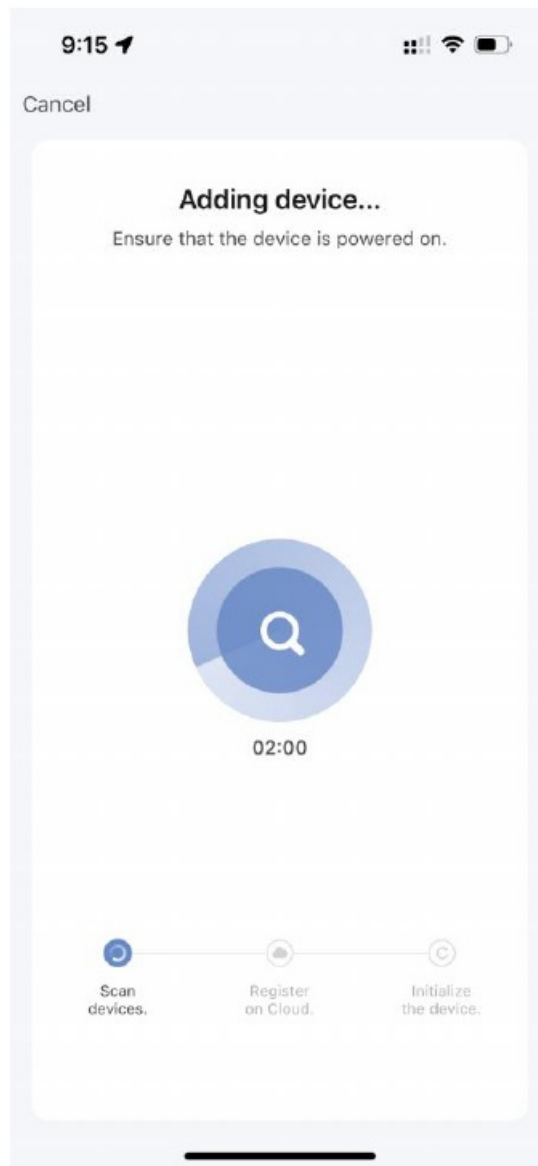 9:15
Cancel
Adding device...
Ensure that the device is powered on.
02:00
Scan
devices.
Register
on Cloud.
Initialize
the device.